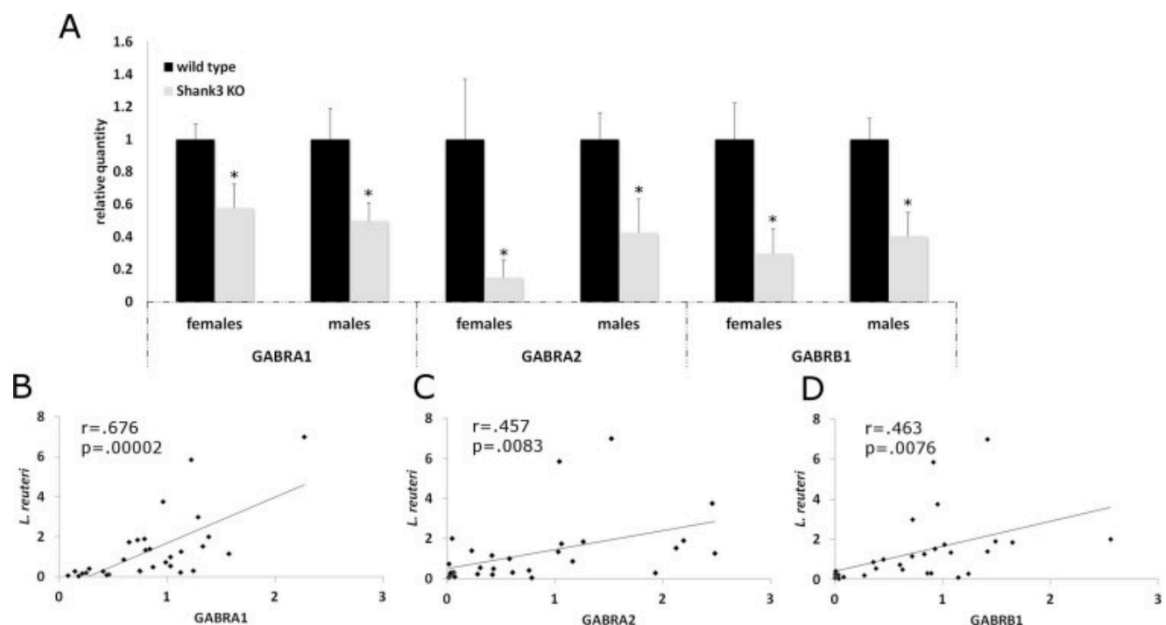 A
1.6
1.4
1.2
1
0.8
0.6
0.4
0.2
0
relative quantity
wild type
Shank3 KO
* * * * * *
females males females males females males
GABRA1 GABRA2 GABRB1
B
r=.676
p=.00002
8
6
4
2
0
L. reuteri
0 1 2 3
GABRA1
C
r=.457
p=.0083
8
6
4
2
0
L. reuteri
0 1 2 3
GABRA2
D
r=.463
p=.0076
8
6
4
2
0
L. reuteri
0 1 2 3
GABRB1